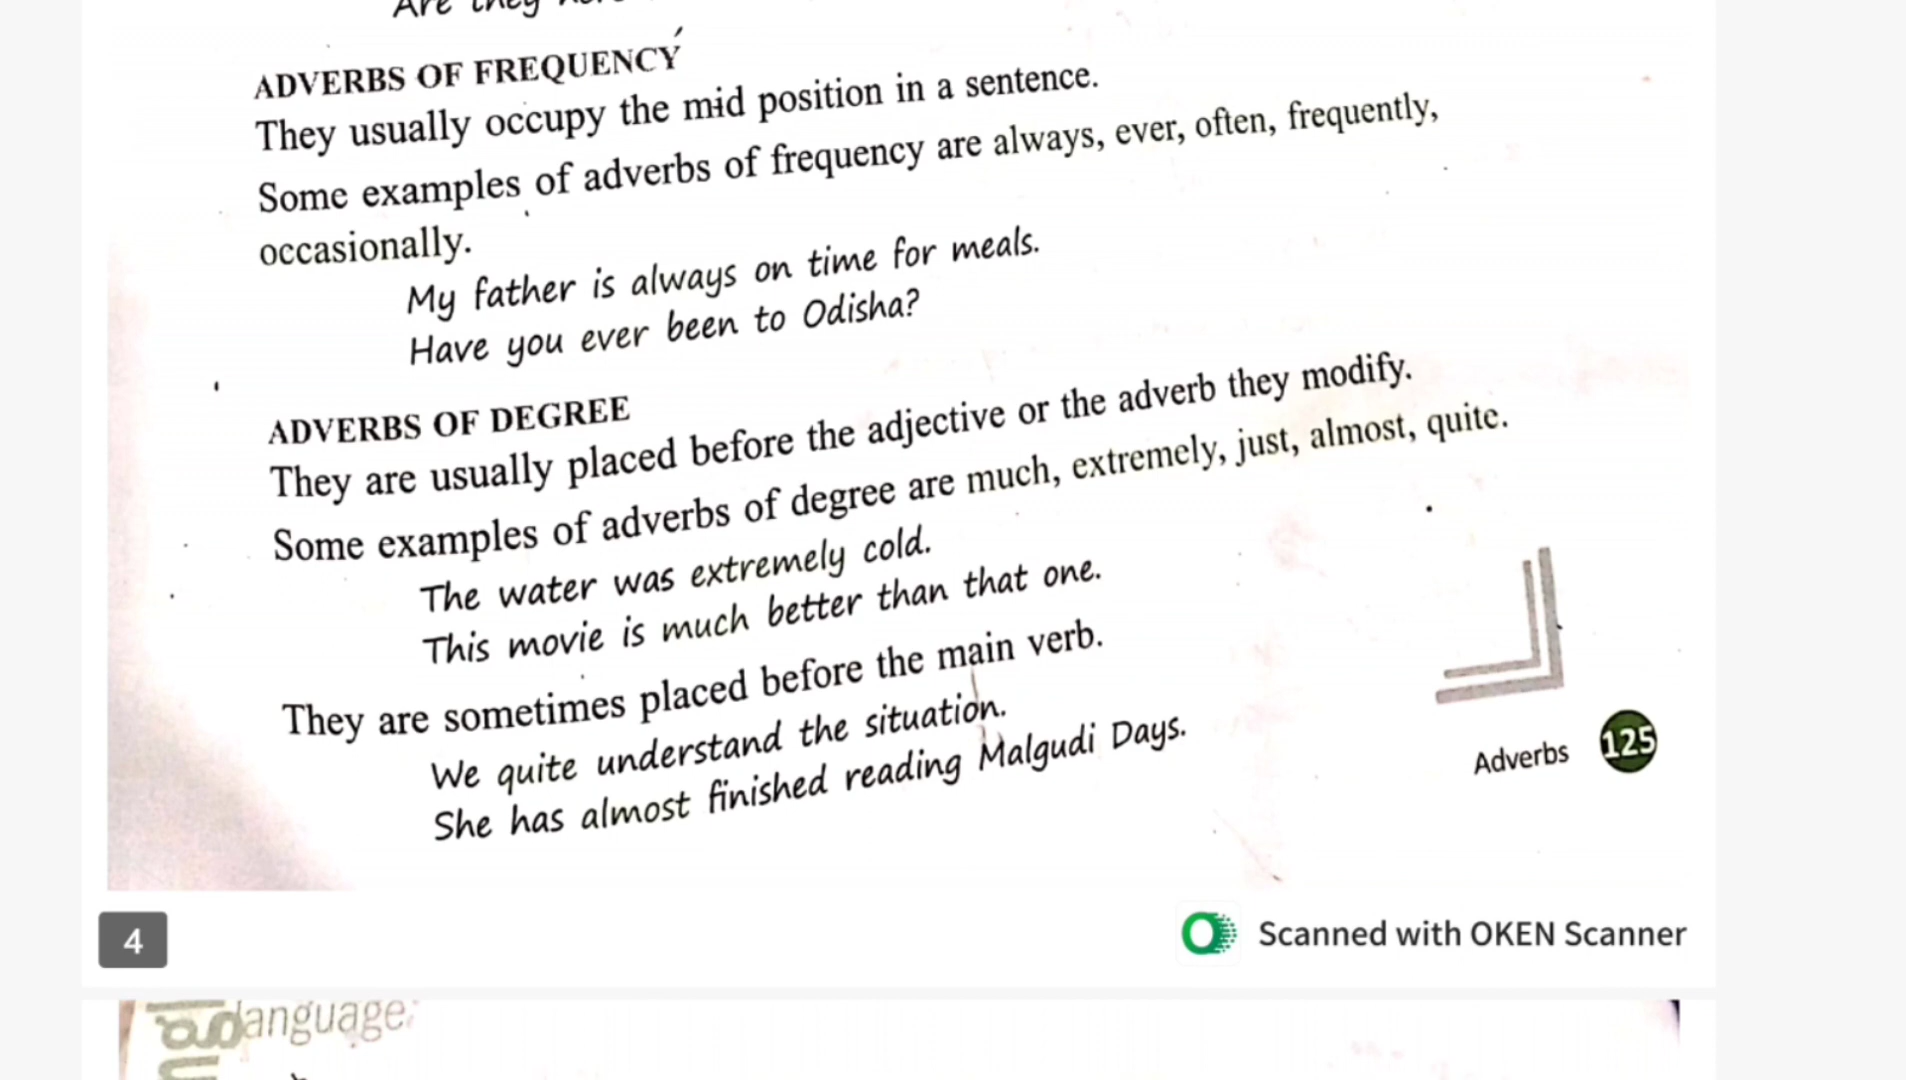 Are they
ADVERBS OF FREQUENCY
They usually occupy the mid position in a sentence.
Some examples of adverbs of frequency are always, ever, often, frequently,
occasionally.
My father is always on time for meals.
Have you ever been to Odisha?
ADVERBS OF DEGREE
They are usually placed before the adjective or the adverb they modify.
Some examples of adverbs of degree are much, extremely, just, almost, quite.
The water was extremely cold.
This movie is much better than that one.
They are sometimes placed before the main verb.
We quite understand the situation.
She has almost finished reading Malgudi Days.
Adverbs 125
4
Scanned with OKEN Scanner
language